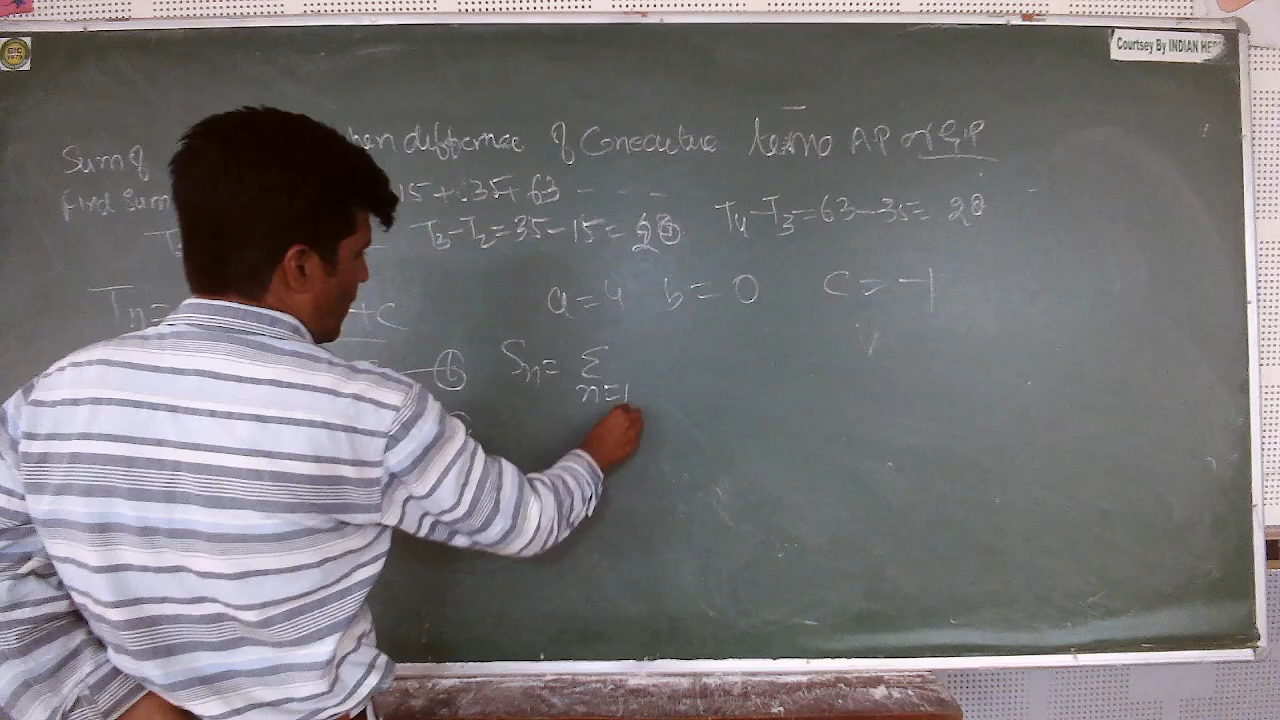 Courtsey By INDIAN HE
Sum of when difference of Consecutive terms AP or G.P
find Sum 15 + 35 + 63 - - -
T₃-T₂=35-15=20 T₄-T₃=63-35= 28
Tn= +c a=4 b=0 c=-1
Sn= Σ
n=1